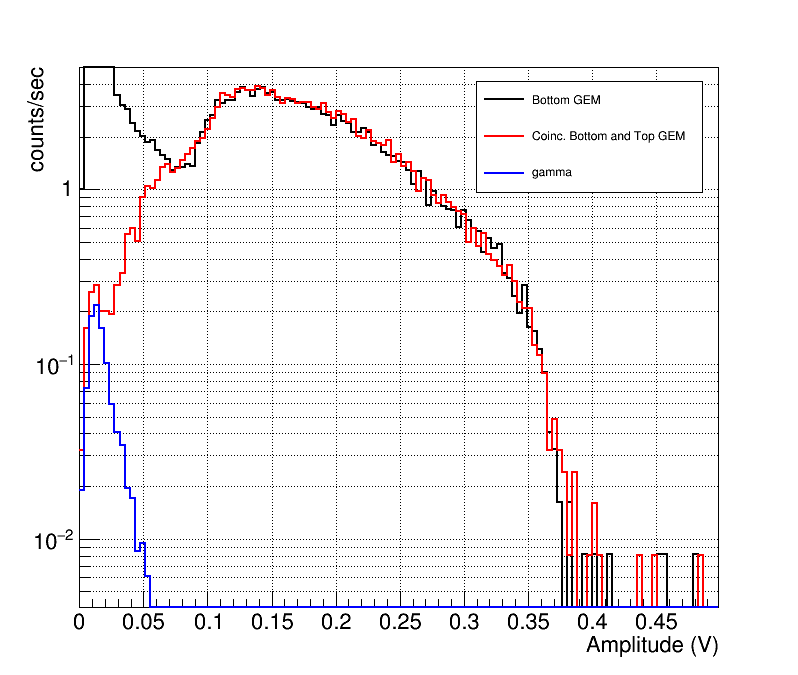 counts/sec
Bottom GEM
Coinc. Bottom and Top GEM
gamma
1
10⁻¹
10⁻²
0 0.05 0.1 0.15 0.2 0.25 0.3 0.35 0.4 0.45
Amplitude (V)